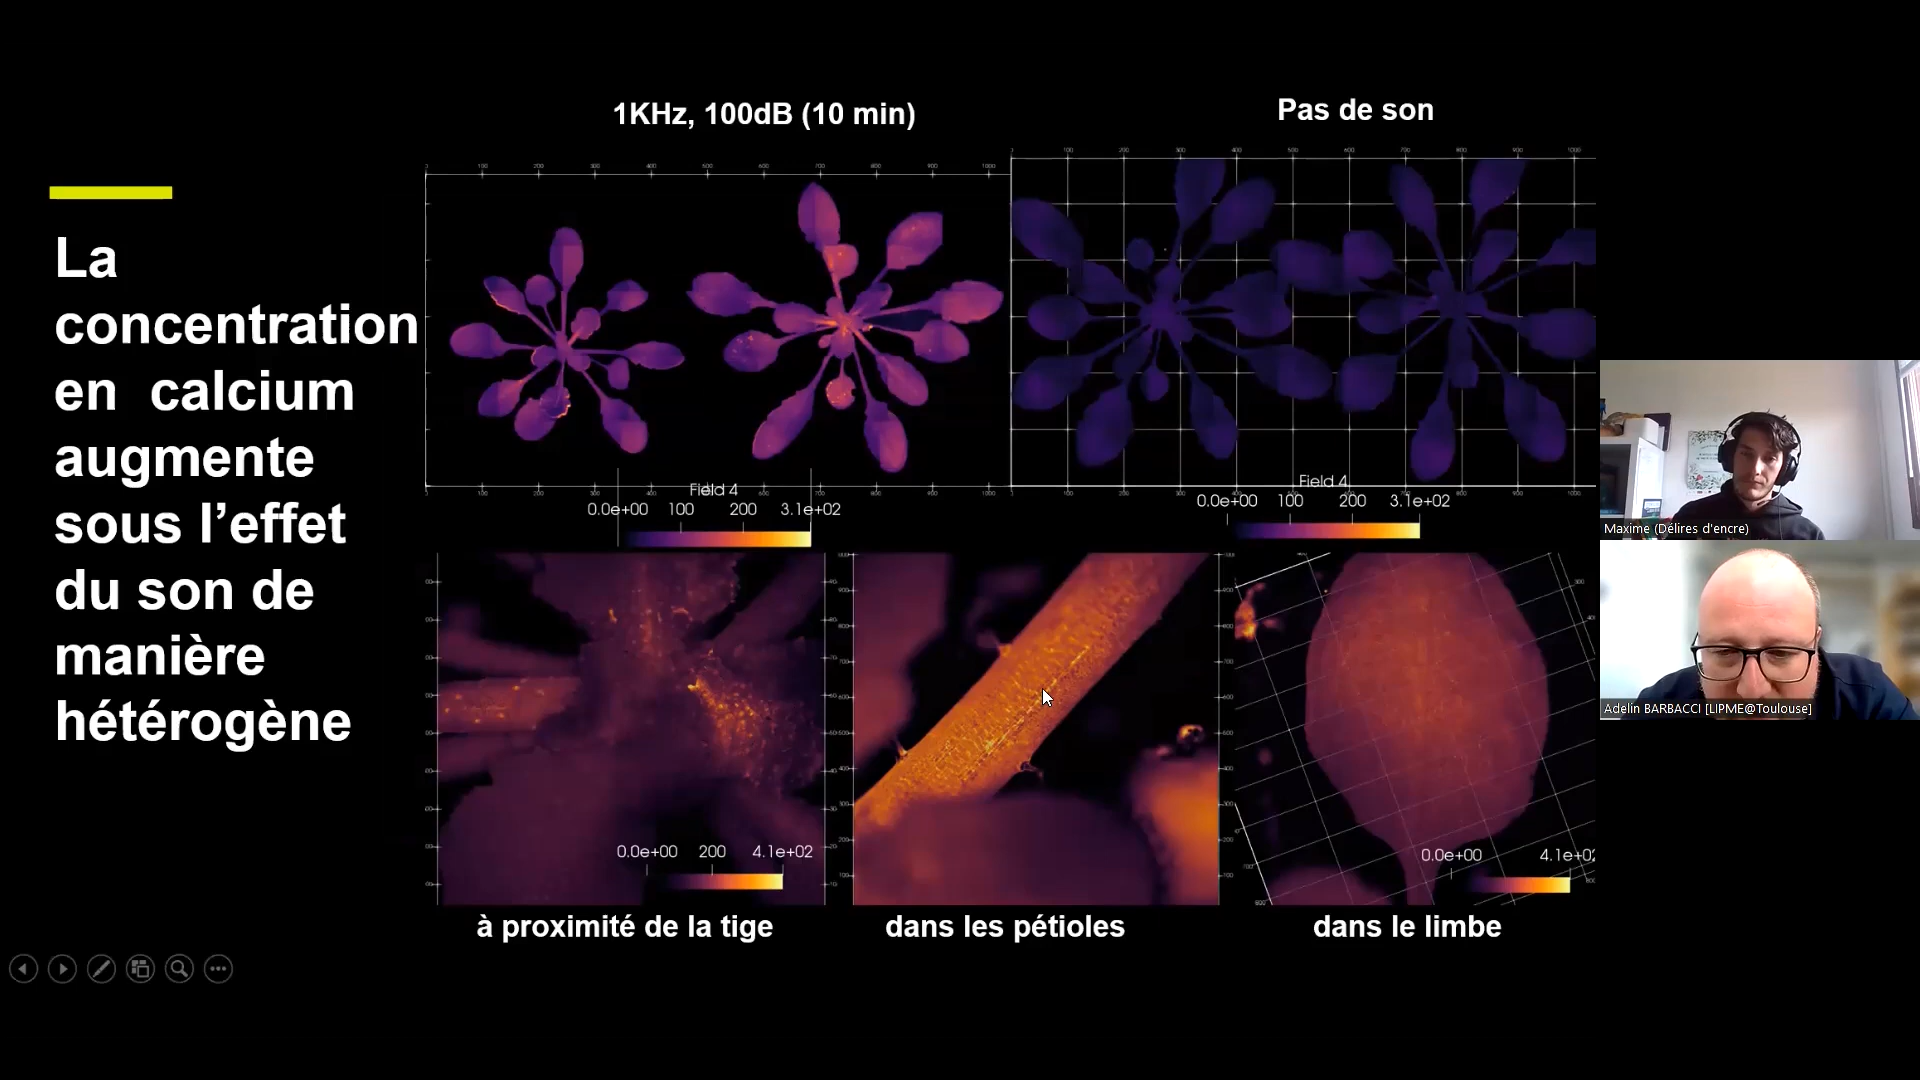 1KHz, 100dB (10 min)
Pas de son
La
concentration
en calcium
augmente
sous l’effet
du son de
manière
hétérogène
Field 4
0.0e+00 100 200 3.1e+02
Field 4
0.0e+00 100 200 3.1e+02
0.0e+00 200 4.1e+02
0.0e+00 4.1e+02
à proximité de la tige
dans les pétioles
dans le limbe
Maxime (Délires d'encre)
Adelin BARBACCI [LIPME@Toulouse]